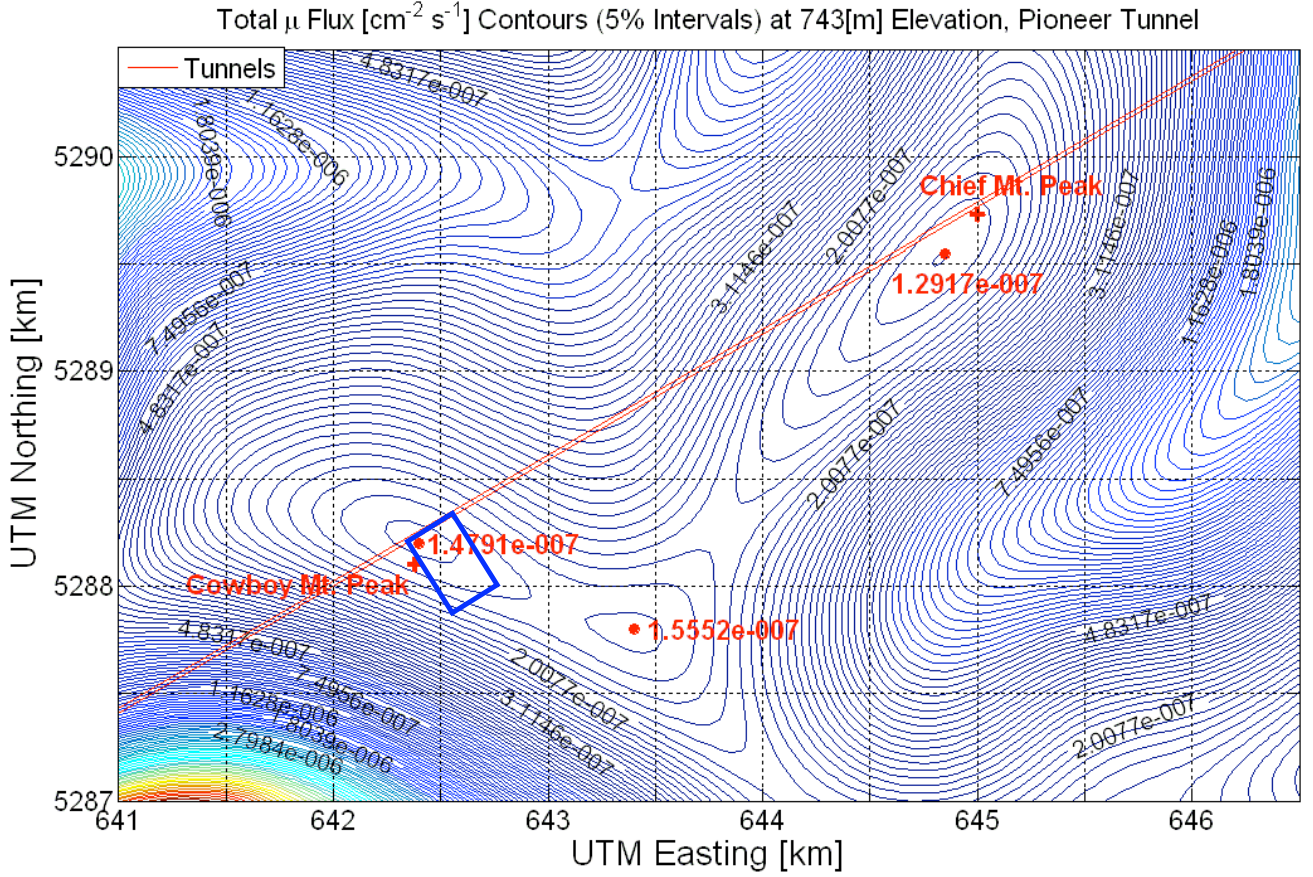 Total μ Flux [cm-2 s-1] Contours (5% Intervals) at 743[m] Elevation, Pioneer Tunnel
Tunnels
4.8317e-007
1.8039e-006
1.1628e-006
7.4956e-007
4.8317e-007
3.1146e-007
2.0077e-007
Chief Mt. Peak
1.2917e-007
3.1146e-007
1.1628e-006
1.8039e-006
2.0077e-007
7.4956e-007
1.4791e-007
Cowboy Mt. Peak
1.5552e-007
4.8317e-007
7.4956e-007
1.1628e-006
1.8039e-006
2.7984e-006
2.0077e-007
3.1146e-007
4.8317e-007
2.0077e-007
5290
5289
5288
5287
UTM Northing [km]
641 642 643 644 645 646
UTM Easting [km]